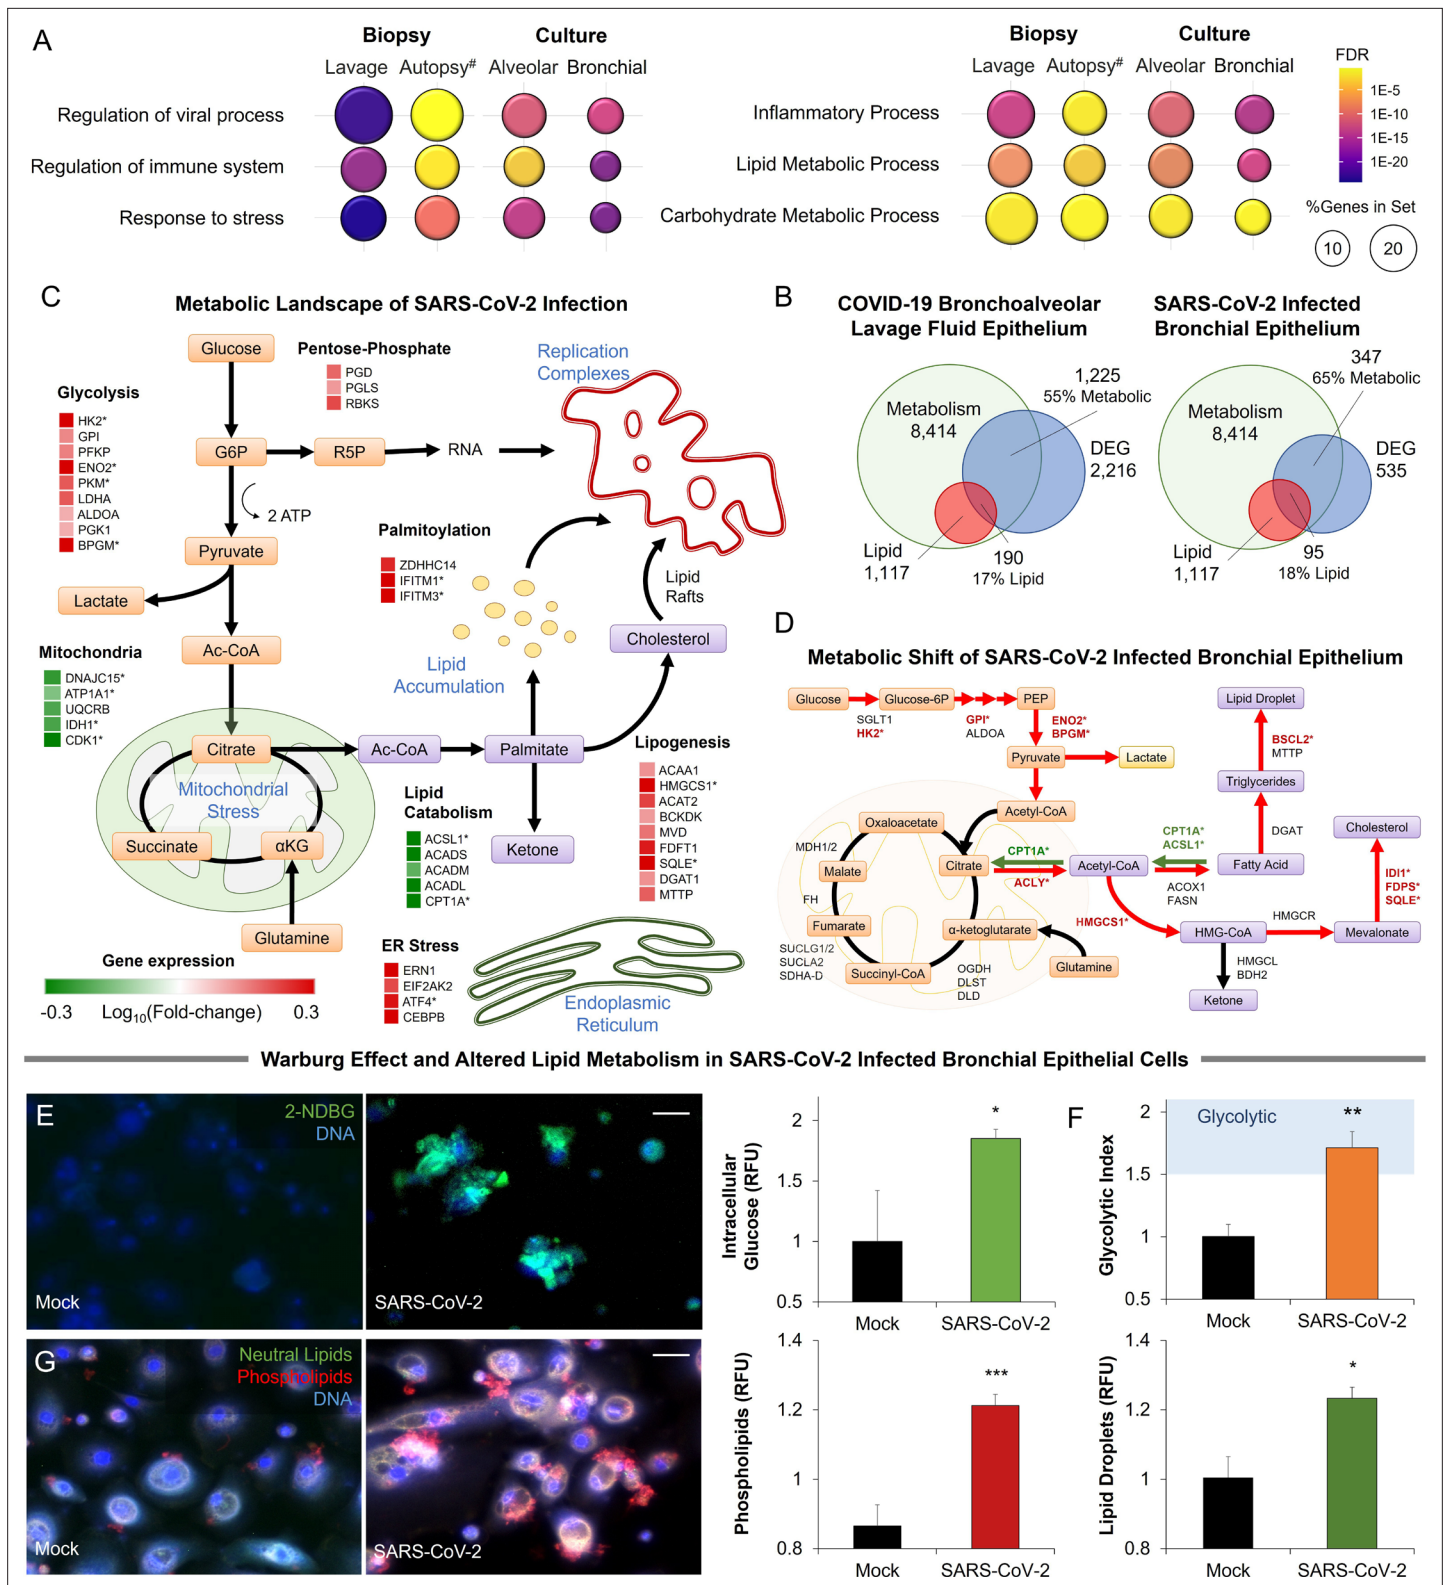 A
Biopsy
Culture
Lavage
Autopsy#
Alveolar
Bronchial
Regulation of viral process
Regulation of immune system
Response to stress
Biopsy
Culture
Lavage
Autopsy#
Alveolar
Bronchial
Inflammatory Process
Lipid Metabolic Process
Carbohydrate Metabolic Process
FDR
1E-5
1E-10
1E-15
1E-20
%Genes in Set
10
20
C
Metabolic Landscape of SARS-CoV-2 Infection
Glucose
Pentose-Phosphate
PGD
PGLS
RBKS
Replication
Complexes
Glycolysis
HK2*
GPI
PFKP
ENO2*
PKM*
LDHA
ALDOA
PGK1
BPGM*
G6P
R5P
RNA
2 ATP
Pyruvate
Lactate
Palmitoylation
ZDHHC14
IFITM1*
IFITM3*
Lipid
Rafts
Cholesterol
Ac-CoA
Lipid
Accumulation
Mitochondria
DNAJC15*
ATP1A1*
UQCRB
IDH1*
CDK1*
Citrate
Ac-CoA
Palmitate
Mitochondrial
Stress
Succinate
αKG
Glutamine
Lipid
Catabolism
ACSL1*
ACADS
ACADM
ACADL
CPT1A*
Ketone
Lipogenesis
ACAA1
HMGCS1*
ACAT2
BCKDK
MVD
FDFT1
SQLE*
DGAT1
MTTP
ER Stress
ERN1
EIF2AK2
ATF4*
CEBPB
Endoplasmic
Reticulum
Gene expression
-0.3
Log10(Fold-change)
0.3
B
COVID-19 Bronchoalveolar
Lavage Fluid Epithelium
1,225
55% Metabolic
Metabolism
8,414
DEG
2,216
Lipid
1,117
190
17% Lipid
SARS-CoV-2 Infected
Bronchial Epithelium
347
65% Metabolic
Metabolism
8,414
DEG
535
Lipid
1,117
95
18% Lipid
D
Metabolic Shift of SARS-CoV-2 Infected Bronchial Epithelium
Glucose
Glucose-6P
PEP
Lipid Droplet
SGLT1
HK2*
GPI*
ALDOA
ENO2*
BPGM*
BSCL2*
MTTP
Pyruvate
Lactate
Triglycerides
Acetyl-CoA
Oxaloacetate
DGAT
Cholesterol
MDH1/2
CPT1A*
CPT1A*
ACSL1*
Malate
Citrate
Acetyl-CoA
Fatty Acid
ACLY*
ACOX1
FASN
IDI1*
FDPS*
SQLE*
FH
HMGCS1*
HMGCR
Fumarate
α-ketoglutarate
HMG-CoA
Mevalonate
SUCLG1/2
SUCLA2
SDHA-D
Succinyl-CoA
OGDH
DLST
DLD
Glutamine
HMGCL
BDH2
Ketone
Warburg Effect and Altered Lipid Metabolism in SARS-CoV-2 Infected Bronchial Epithelial Cells
E
2-NDBG
DNA
Mock
SARS-CoV-2
Intracellular
Glucose (RFU)
2
1.5
1
0.5
*
Mock
SARS-CoV-2
F
Glycolytic Index
2
1.5
1
0.5
Glycolytic
**
Mock
SARS-CoV-2
G
Neutral Lipids
Phospholipids
DNA
Mock
SARS-CoV-2
Phospholipids (RFU)
1.4
1.2
1
0.8
***
Mock
SARS-CoV-2
Lipid Droplets (RFU)
1.4
1.2
1
0.8
*
Mock
SARS-CoV-2